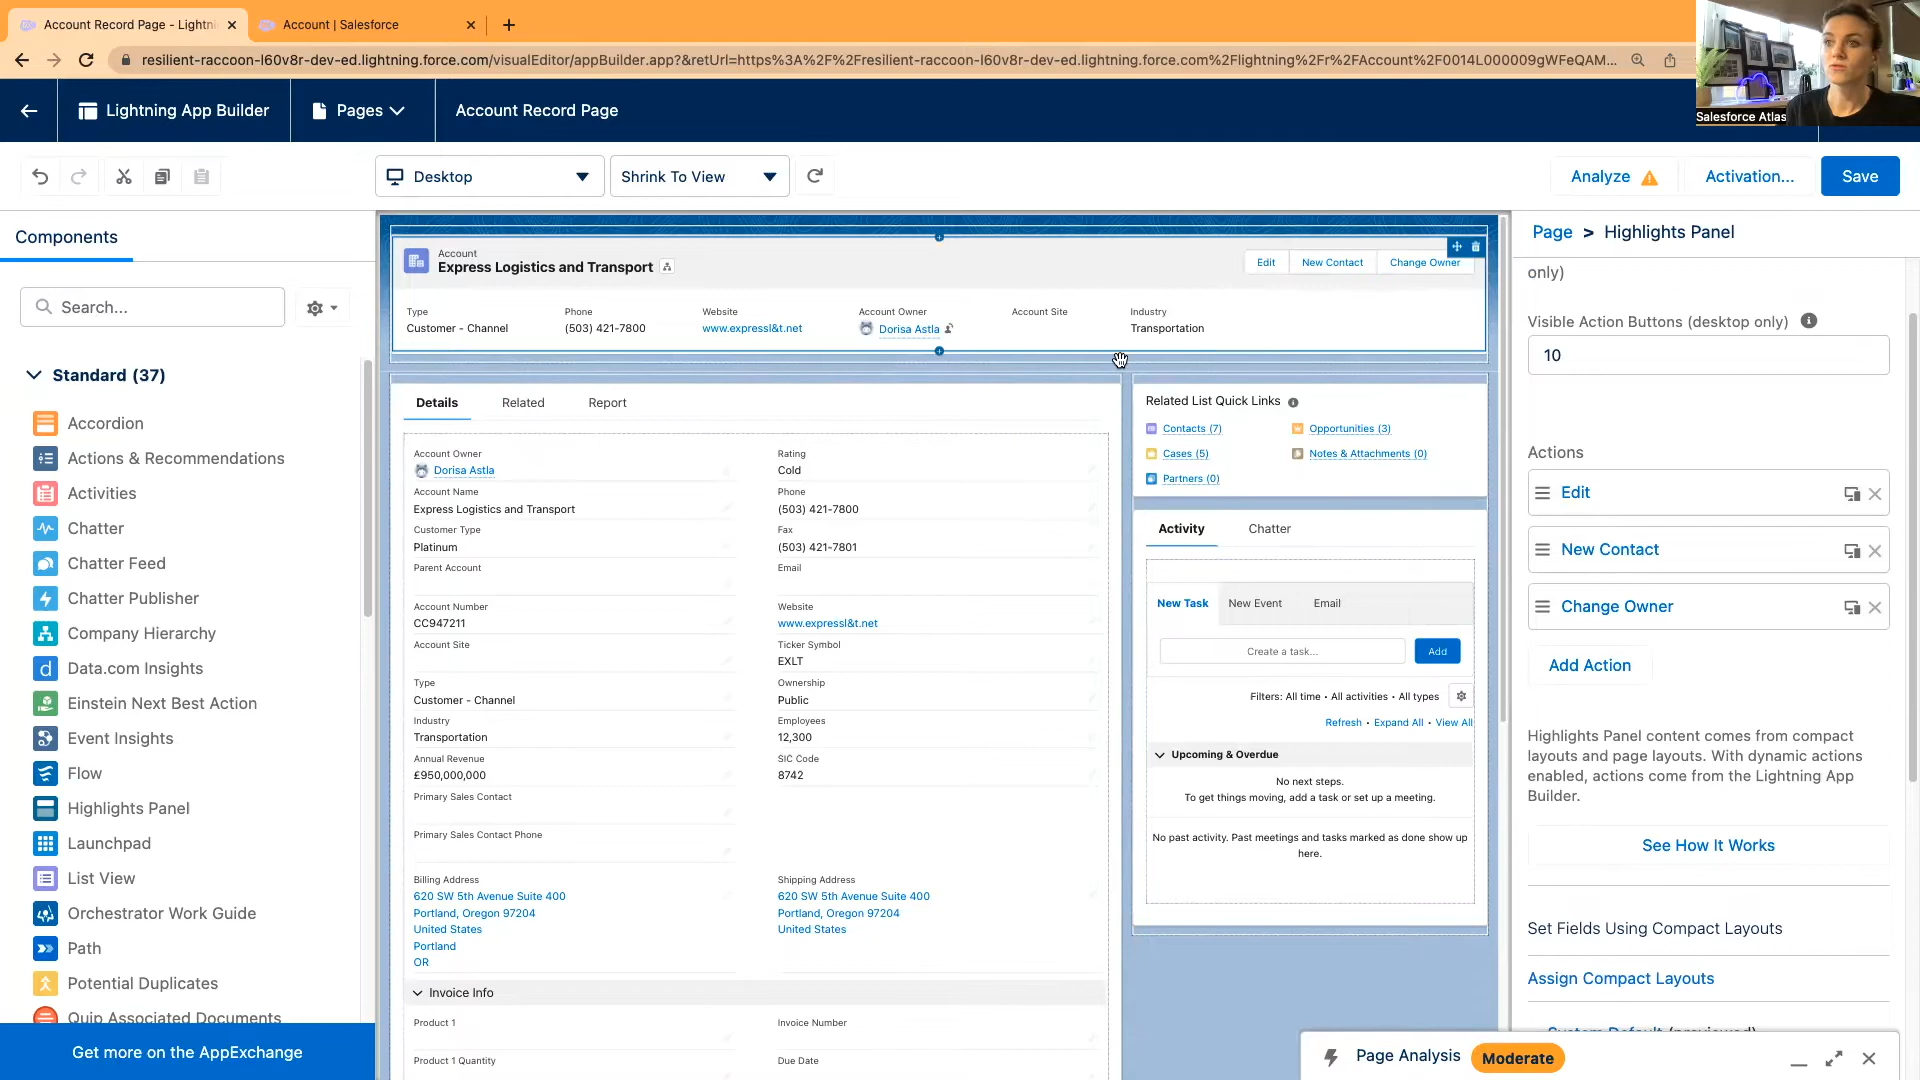 Account Record Page - Lightni
Account | Salesforce
resilient-raccoon-l60v8r-dev-ed.lightning.force.com/visualEditor/appBuilder.app?&retUrl=https%3A%2F%2Fresilient-raccoon-l60v8r-dev-ed.lightning.force.com%2Flightning%2Fr%2FAccount%2F0014L000009gWFeQAM...
Salesforce Atlas
Lightning App Builder
Pages
Account Record Page
Desktop
Shrink To View
Analyze
Activation...
Save
Components
Search...
Standard (37)
Accordion
Actions & Recommendations
Activities
Chatter
Chatter Feed
Chatter Publisher
Company Hierarchy
Data.com Insights
Einstein Next Best Action
Event Insights
Flow
Highlights Panel
Launchpad
List View
Orchestrator Work Guide
Path
Potential Duplicates
Quip Associated Documents
Get more on the AppExchange
Account
Express Logistics and Transport
Edit
New Contact
Change Owner
Type
Customer - Channel
Phone
(503) 421-7800
Website
www.expressl&t.net
Account Owner
Dorisa Astla
Account Site
Industry
Transportation
Details
Related
Report
Account Owner
Dorisa Astla
Rating
Cold
Account Name
Express Logistics and Transport
Phone
(503) 421-7800
Customer Type
Platinum
Fax
(503) 421-7801
Parent Account
Email
Account Number
CC947211
Website
www.expressl&t.net
Account Site
Ticker Symbol
EXLT
Type
Customer - Channel
Ownership
Public
Industry
Transportation
Employees
12,300
Annual Revenue
£950,000,000
SIC Code
8742
Primary Sales Contact
Primary Sales Contact Phone
Billing Address
620 SW 5th Avenue Suite 400
Portland, Oregon 97204
United States
Portland
OR
Shipping Address
620 SW 5th Avenue Suite 400
Portland, Oregon 97204
United States
Invoice Info
Product 1
Invoice Number
Product 1 Quantity
Due Date
Related List Quick Links
Contacts (7)
Opportunities (3)
Cases (5)
Notes & Attachments (0)
Partners (0)
Activity
Chatter
New Task
New Event
Email
Create a task...
Add
Filters: All time • All activities • All types
Refresh • Expand All • View All
Upcoming & Overdue
No next steps.
To get things moving, add a task or set up a meeting.
No past activity. Past meetings and tasks marked as done show up
here.
Page > Highlights Panel
only)
Visible Action Buttons (desktop only)
10
Actions
Edit
New Contact
Change Owner
Add Action
Highlights Panel content comes from compact
layouts and page layouts. With dynamic actions
enabled, actions come from the Lightning App
Builder.
See How It Works
Set Fields Using Compact Layouts
Assign Compact Layouts
System Default (previewed)
Page Analysis
Moderate